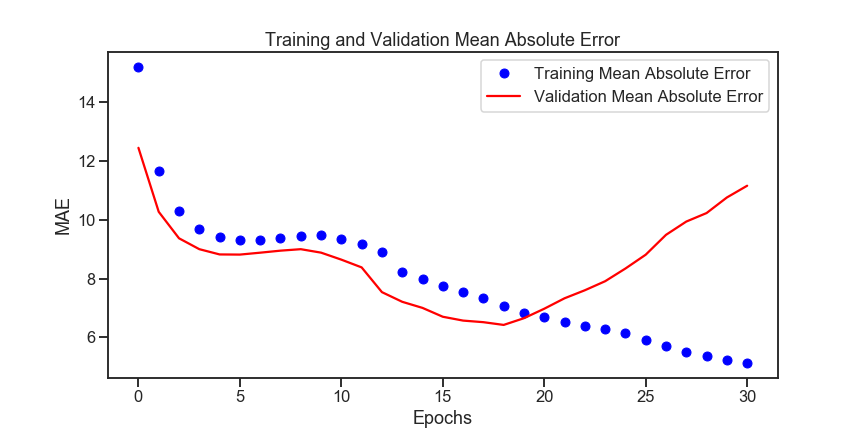 Training and Validation Mean Absolute Error
Training Mean Absolute Error
Validation Mean Absolute Error
MAE
14
12
10
8
6
0 5 10 15 20 25 30
Epochs